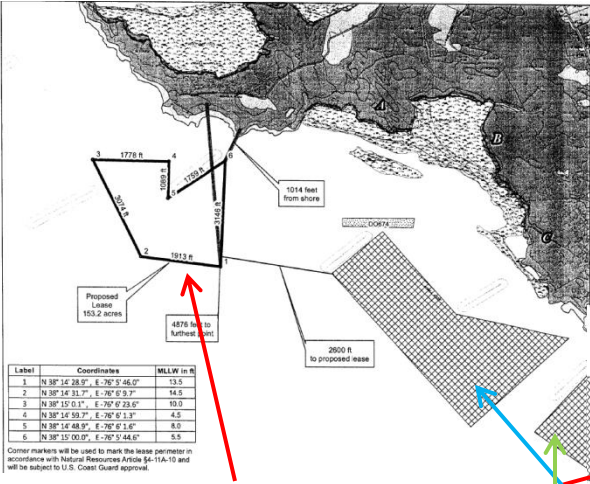 A
3
1778 ft
4
6
B
1089 ft
1759 ft
5
1014 feet
from shore
3074 ft
3146 ft
OO674
C
2
1913 ft
1
Proposed
Lease
153.2 acres
4876 feet to
furthest point
2600 ft
to proposed lease
Label Coordinates MLLW in ft
1 N 38° 14' 28.9" , E -76° 5' 46.0" 13.5
2 N 38° 14' 31.7" , E -76° 6' 9.7" 14.5
3 N 38° 15' 0.1" , E -76° 6' 23.6" 10.0
4 N 38° 14' 59.7" , E -76° 6' 1.3" 4.5
5 N 38° 14' 48.9" , E -76° 6' 1.6" 8.0
6 N 38° 15' 00.0", E -76° 5' 44.6" 5.5
Corner markers will be used to mark the lease perimeter in
accordance with Natural Resources Article §4-11A-10 and
will be subject to U.S. Coast Guard approval.